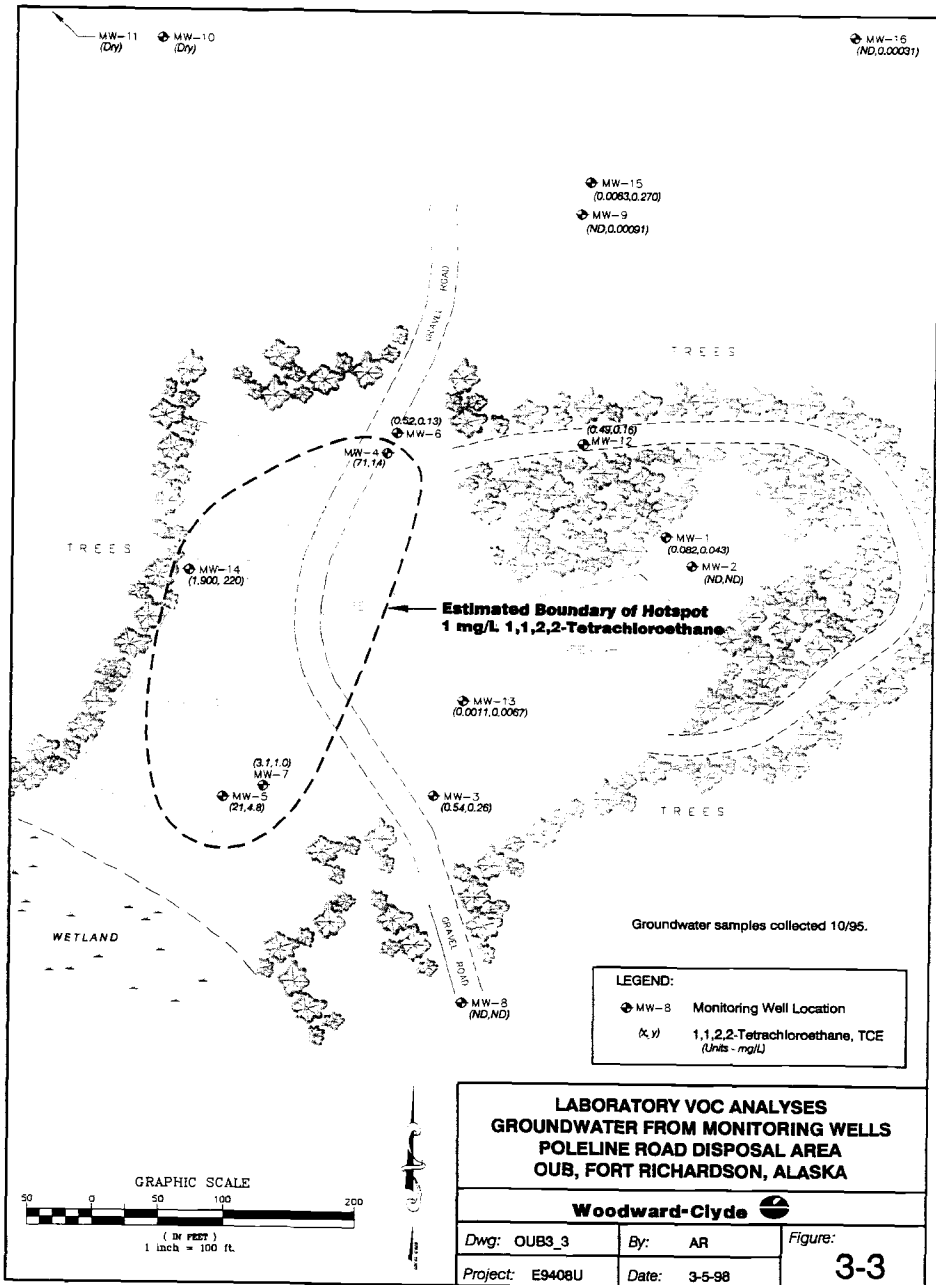 MW-11
(Dry)
MW-10
(Dry)
MW-16
(ND,0.00031)
MW-15
(0.0063,0.270)
MW-9
(ND,0.00091)
GRAVEL ROAD
TREES
(0.52,0.13)
MW-6
MW-4
(71,14)
(0.49,0.16)
MW-12
TREES
MW-14
(1,900, 220)
MW-1
(0.082,0.043)
MW-2
(ND,ND)
Estimated Boundary of Hotspot
1 mg/L 1,1,2,2-Tetrachloroethane
MW-13
(0.0011,0.0067)
(3.1,1.0)
MW-7
MW-5
(21,4.8)
MW-3
(0.54,0.26)
TREES
WETLAND
GRAVEL ROAD
Groundwater samples collected 10/95.
MW-8
(ND,ND)
LEGEND:
MW-8 Monitoring Well Location
(x,y) 1,1,2,2-Tetrachloroethane, TCE
(Units - mg/L)
LABORATORY VOC ANALYSES
GROUNDWATER FROM MONITORING WELLS
POLELINE ROAD DISPOSAL AREA
OUB, FORT RICHARDSON, ALASKA
Woodward-Clyde
Dwg: OUB3_3 By: AR Figure:
3-3
Project: E9408U Date: 3-5-98
GRAPHIC SCALE
50 0 50 100 200
( IN FEET )
1 inch = 100 ft.